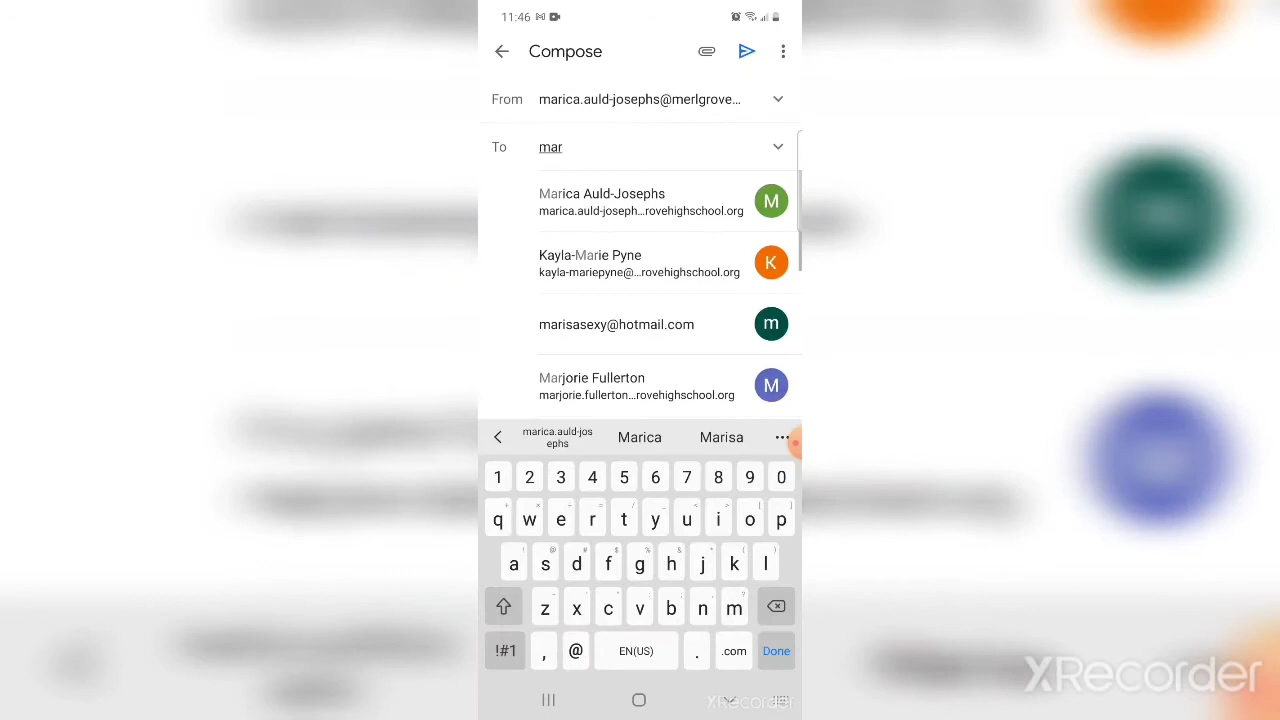 11:46
Compose
From marica.auld-josephs@merlgrove...
To mar
Marica Auld-Josephs
marica.auld-joseph...rovehighschool.org
M
Kayla-Marie Pyne
kayla-mariepyne@...rovehighschool.org
K
marisasexy@hotmail.com
m
Marjorie Fullerton
marjorie.fullerton...rovehighschool.org
M
marica.auld-jos
ephs
Marica
Marisa
1 2 3 4 5 6 7 8 9 0
q w e r t y u i o p
a s d f g h j k l
z x c v b n m
!#1 , @ EN(US) . .com Done
XRecorder
XRecorder